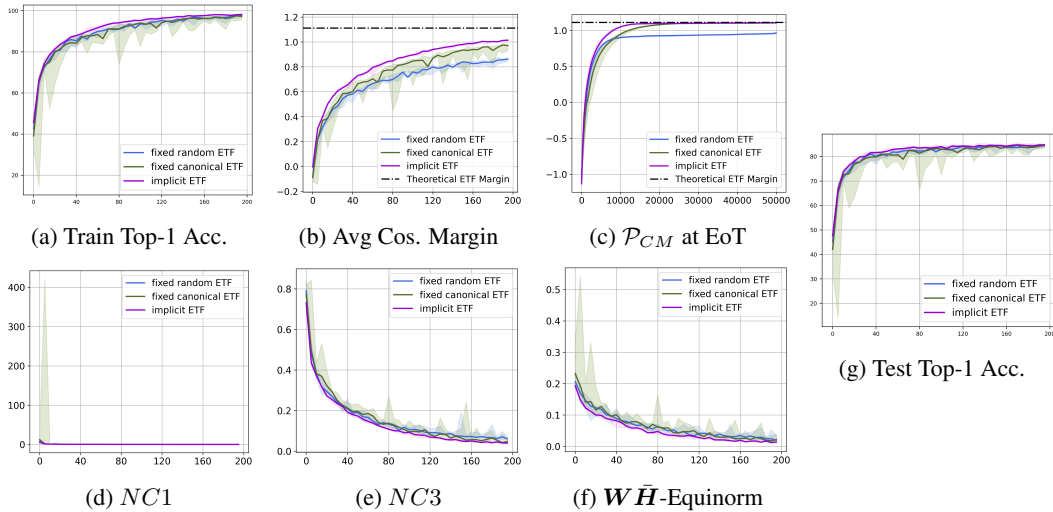 100
80
60
40
20
0
40
80
120
160
200
fixed random ETF
fixed canonical ETF
implicit ETF
(a) Train Top-1 Acc.
1.2
1.0
0.8
0.6
0.4
0.2
0.0
−0.2
0
40
80
120
160
200
fixed random ETF
fixed canonical ETF
implicit ETF
Theoretical ETF Margin
(b) Avg Cos. Margin
1.0
0.5
0.0
−0.5
−1.0
0
10000
20000
30000
40000
50000
fixed random ETF
fixed canonical ETF
implicit ETF
Theoretical ETF Margin
(c) P_CM at EoT
400
300
200
100
0
0
40
80
120
160
200
fixed random ETF
fixed canonical ETF
implicit ETF
(d) NC1
0.8
0.6
0.4
0.2
0.0
0
40
80
120
160
200
fixed random ETF
fixed canonical ETF
implicit ETF
(e) NC3
0.5
0.4
0.3
0.2
0.1
0.0
0
40
80
120
160
200
fixed random ETF
fixed canonical ETF
implicit ETF
(f) WH̄-Equinorm
80
70
60
50
40
30
20
0
40
80
120
160
200
fixed random ETF
fixed canonical ETF
implicit ETF
(g) Test Top-1 Acc.